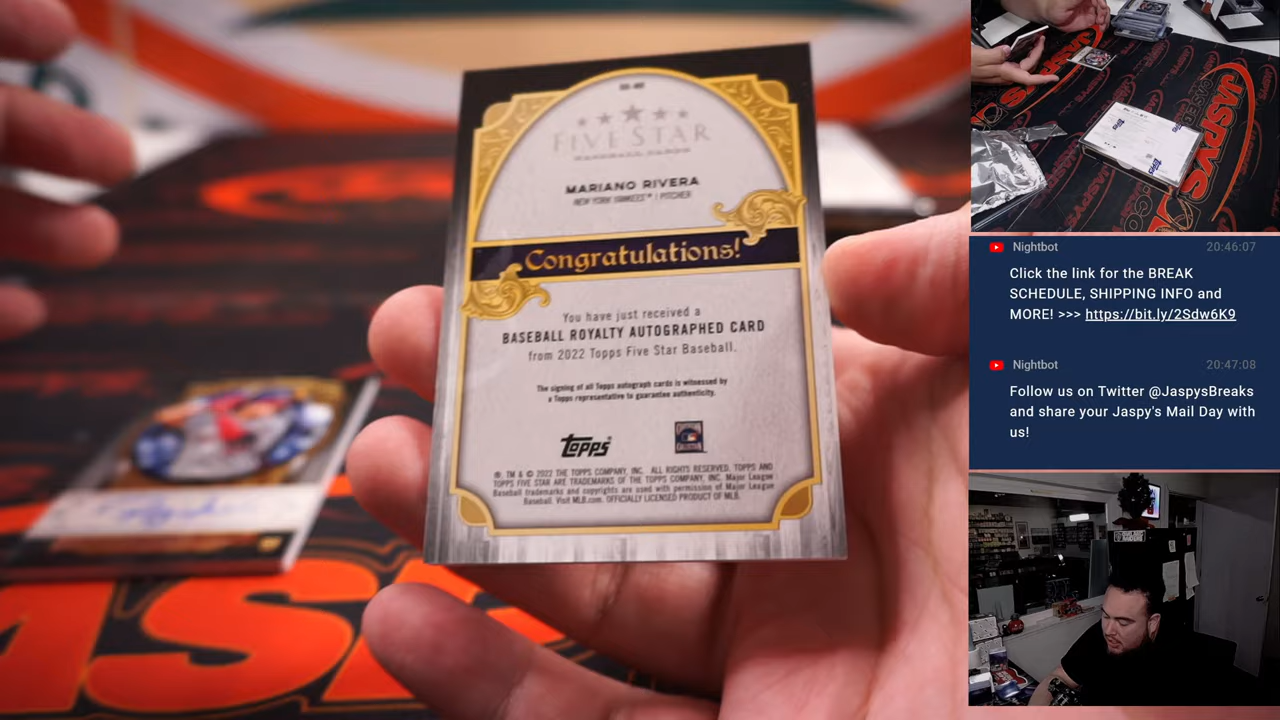 FIVE STAR
BASEBALL CARDS
MARIANO RIVERA
NEW YORK YANKEES™ | PITCHER
Congratulations!
You have just received a
BASEBALL ROYALTY AUTOGRAPHED CARD
from 2022 Topps Five Star Baseball.
The signing of all Topps autograph cards is witnessed by
a Topps representative to guarantee authenticity.
Topps
®, TM & © 2022 THE TOPPS COMPANY, INC. ALL RIGHTS RESERVED. TOPPS AND
TOPPS FIVE STAR ARE TRADEMARKS OF THE TOPPS COMPANY, INC. Major League
Baseball trademarks and copyrights are used with permission of Major League
Baseball. Visit MLB.com. OFFICIALLY LICENSED PRODUCT OF MLB.
JASPYS
Nightbot 20:46:07
Click the link for the BREAK
SCHEDULE, SHIPPING INFO and
MORE! >>> https://bit.ly/2Sdw6K9
Nightbot 20:47:08
Follow us on Twitter @JaspysBreaks
and share your Jaspy's Mail Day with
us!